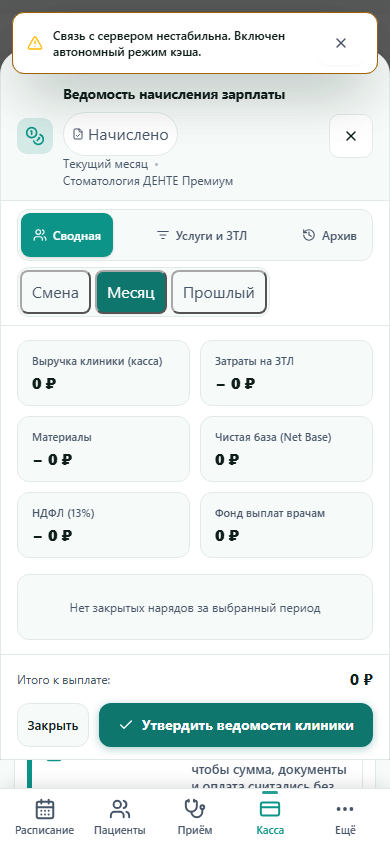 Связь с сервером нестабильна. Включен
автономный режим кэша.
Ведомость начисления зарплаты
Начислено
Текущий месяц •
Стоматология ДЕНТЕ Премиум
Сводная Услуги и ЗТЛ Архив
Смена Месяц Прошлый
Выручка клиники (касса) Затраты на ЗТЛ
0 ₽ − 0 ₽
Материалы Чистая база (Net Base)
− 0 ₽ 0 ₽
НДФЛ (13%) Фонд выплат врачам
− 0 ₽ 0 ₽
Нет закрытых нарядов за выбранный период
Итого к выплате: 0 ₽
Закрыть Утвердить ведомости клиники
чтобы сумма, документы
и оплата считались без
Расписание Пациенты Приём Касса Ещё